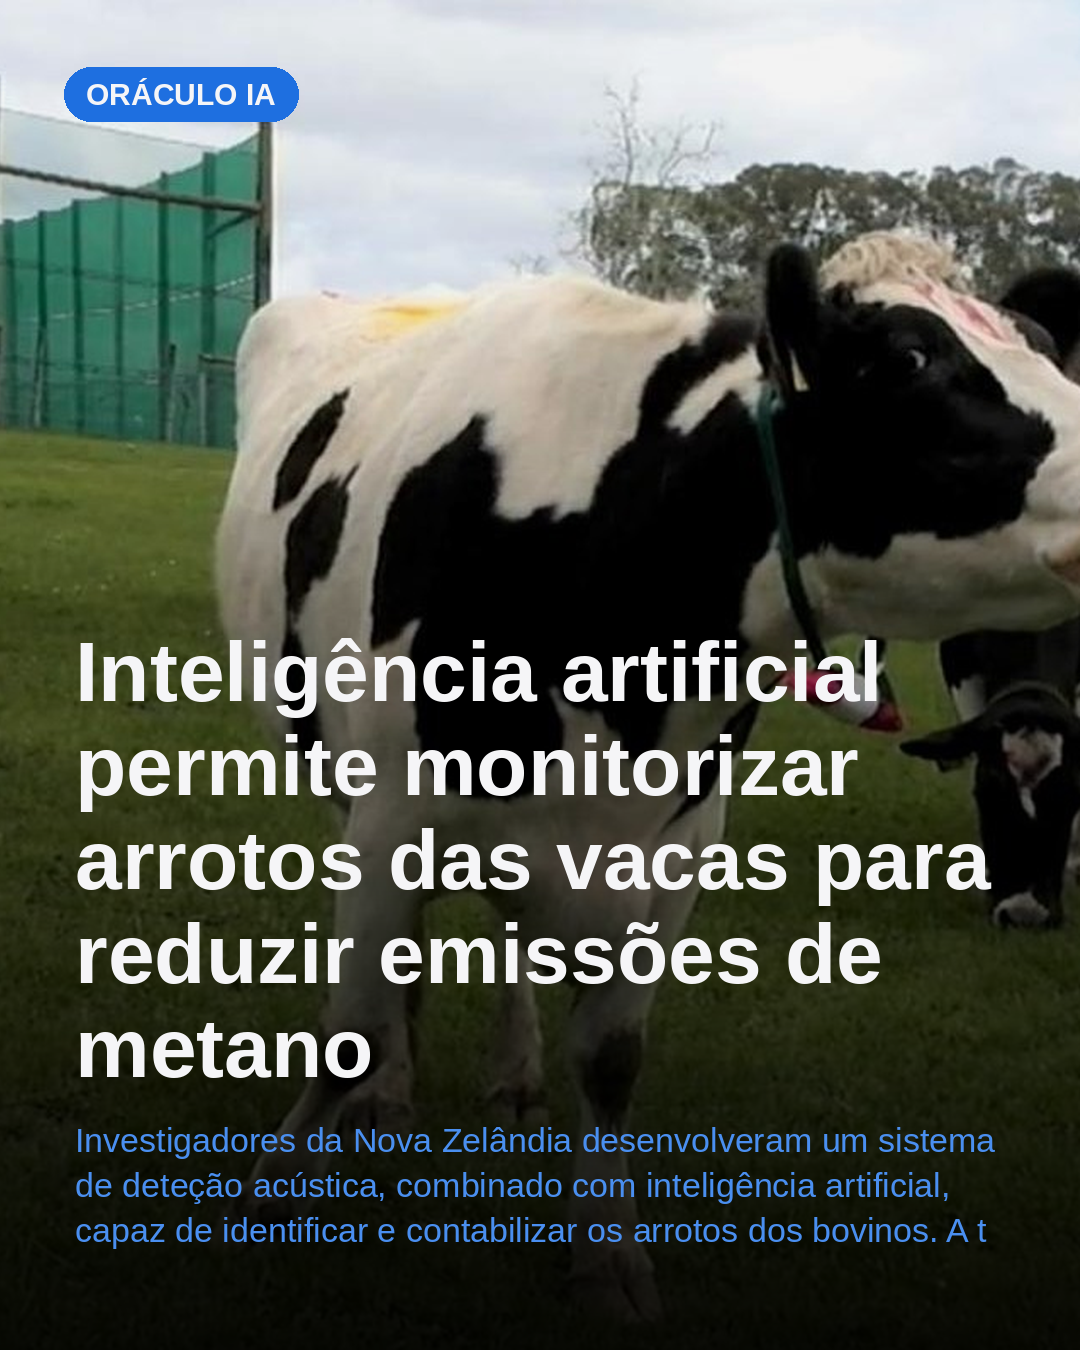 ORÁCULO IA
Inteligência artificial
permite monitorizar
arrotos das vacas para
reduzir emissões de
metano
Investigadores da Nova Zelândia desenvolveram um sistema
de deteção acústica, combinado com inteligência artificial,
capaz de identificar e contabilizar os arrotos dos bovinos. A t